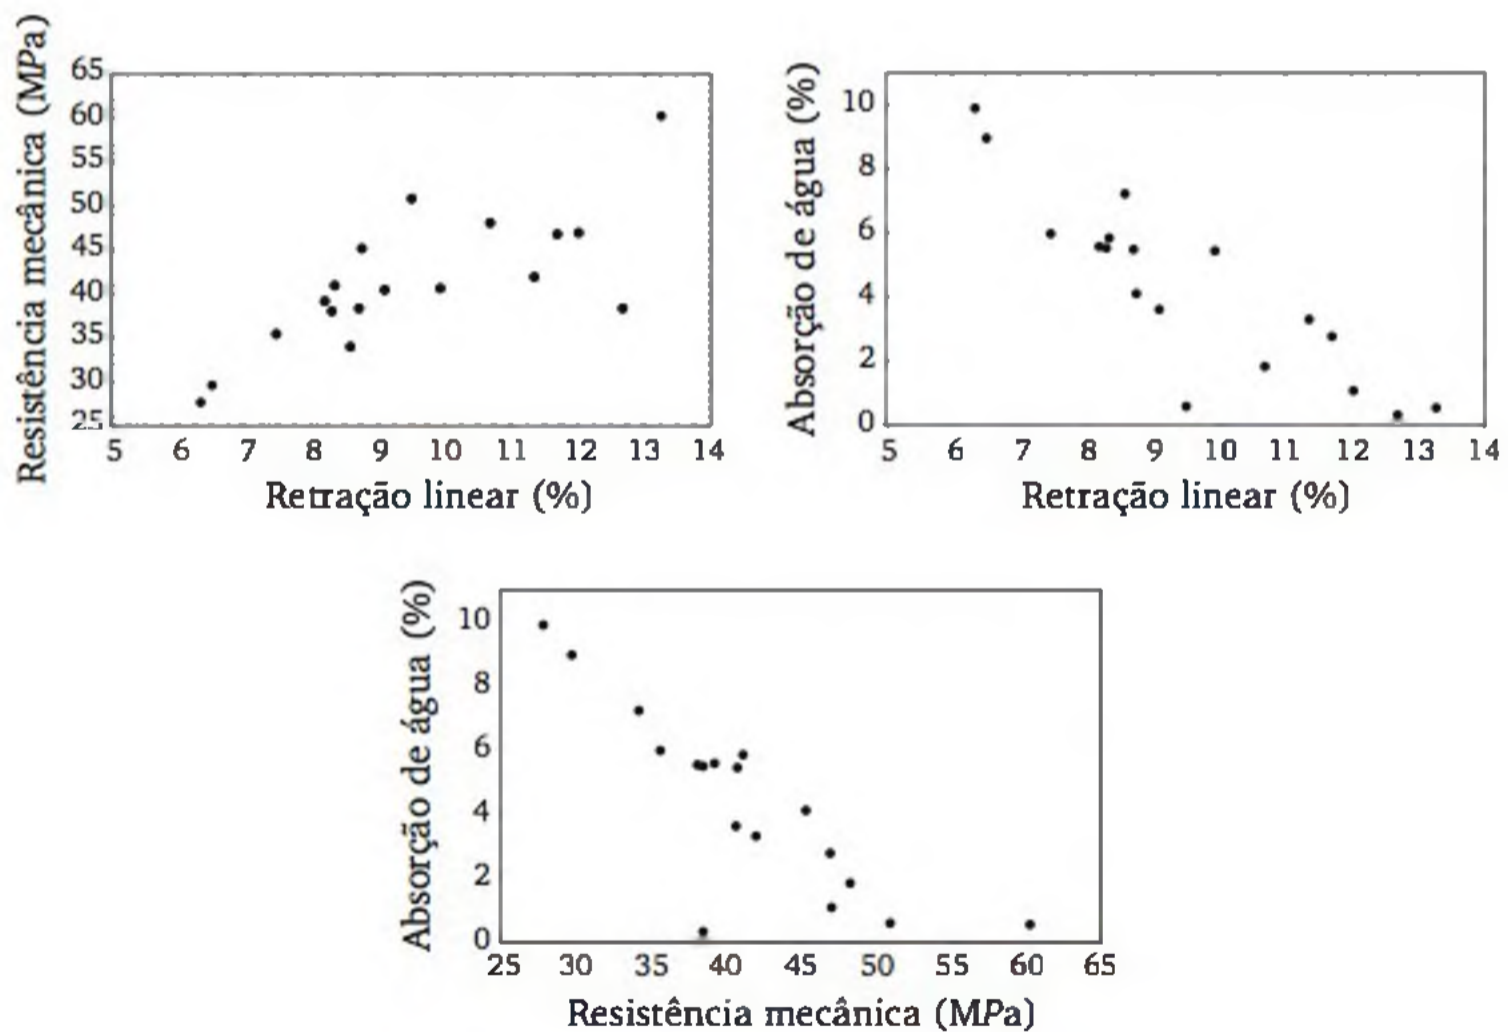 Resistência mecânica (MPa)
65
60
55
50
45
40
35
30
25
5 6 7 8 9 10 11 12 13 14
Retração linear (%)
Absorção de água (%)
10
8
6
4
2
0
5 6 7 8 9 10 11 12 13 14
Retração linear (%)
Absorção de água (%)
10
8
6
4
2
0
25 30 35 40 45 50 55 60 65
Resistência mecânica (MPa)